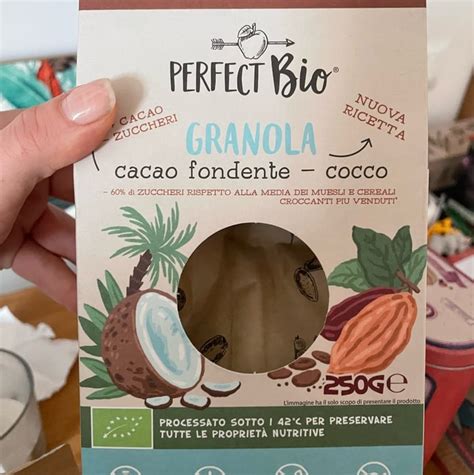 PERFECT Bio®
+ CACAO
- ZUCCHERI
NUOVA
RICETTA
GRANOLA
cacao fondente – cocco
– 60% di ZUCCHERI RISPETTO ALLA MEDIA DEI MUESLI E CEREALI
CROCCANTI PIU VENDUTI*
250G e
L'immagine ha il solo scopo di presentare il prodotto
PROCESSATO SOTTO I 42°C PER PRESERVARE
TUTTE LE PROPRIETÀ NUTRITIVE